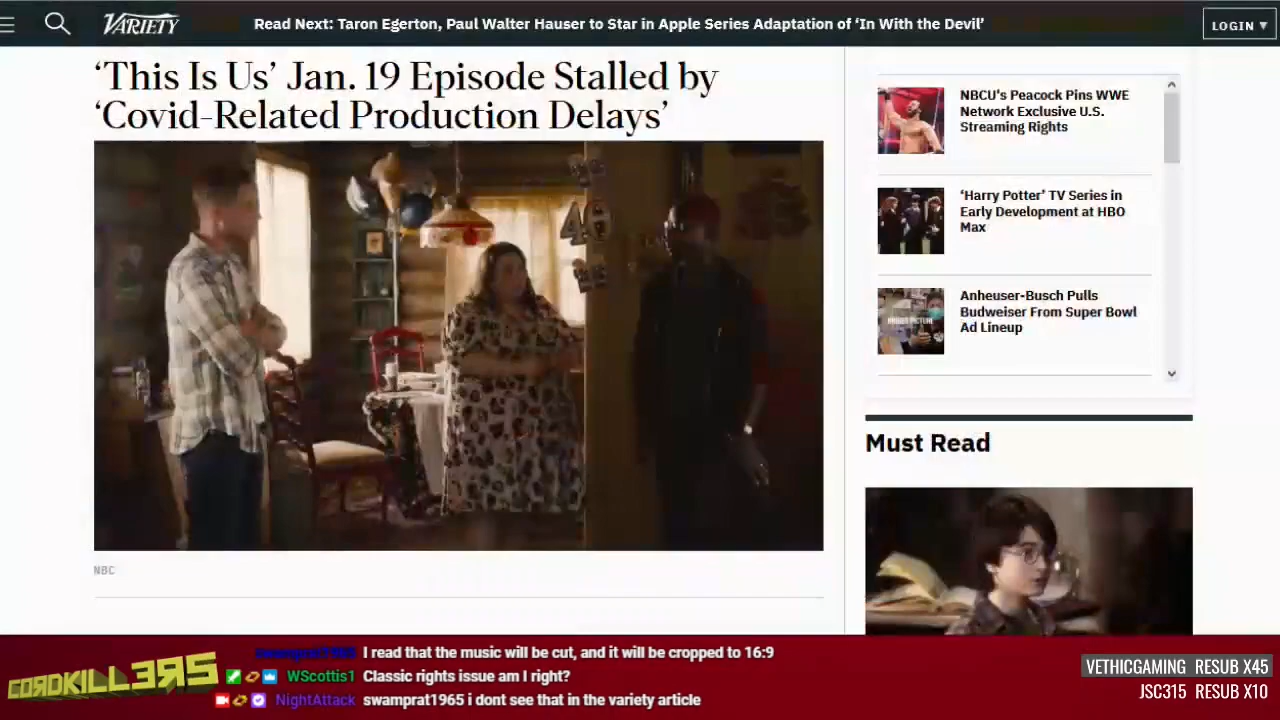 VARIETY
Read Next: Taron Egerton, Paul Walter Hauser to Star in Apple Series Adaptation of ‘In With the Devil’
LOGIN ▼
‘This Is Us’ Jan. 19 Episode Stalled by
‘Covid-Related Production Delays’
40
NBC
NBCU's Peacock Pins WWE
Network Exclusive U.S.
Streaming Rights
‘Harry Potter’ TV Series in
Early Development at HBO
Max
Anheuser-Busch Pulls
Budweiser From Super Bowl
Ad Lineup
Must Read
CORDKILLERS
swamprat1965 I read that the music will be cut, and it will be cropped to 16:9
WScottis1 Classic rights issue am I right?
NightAttack swamprat1965 i dont see that in the variety article
VETHICGAMING RESUB X45
JSC315 RESUB X10